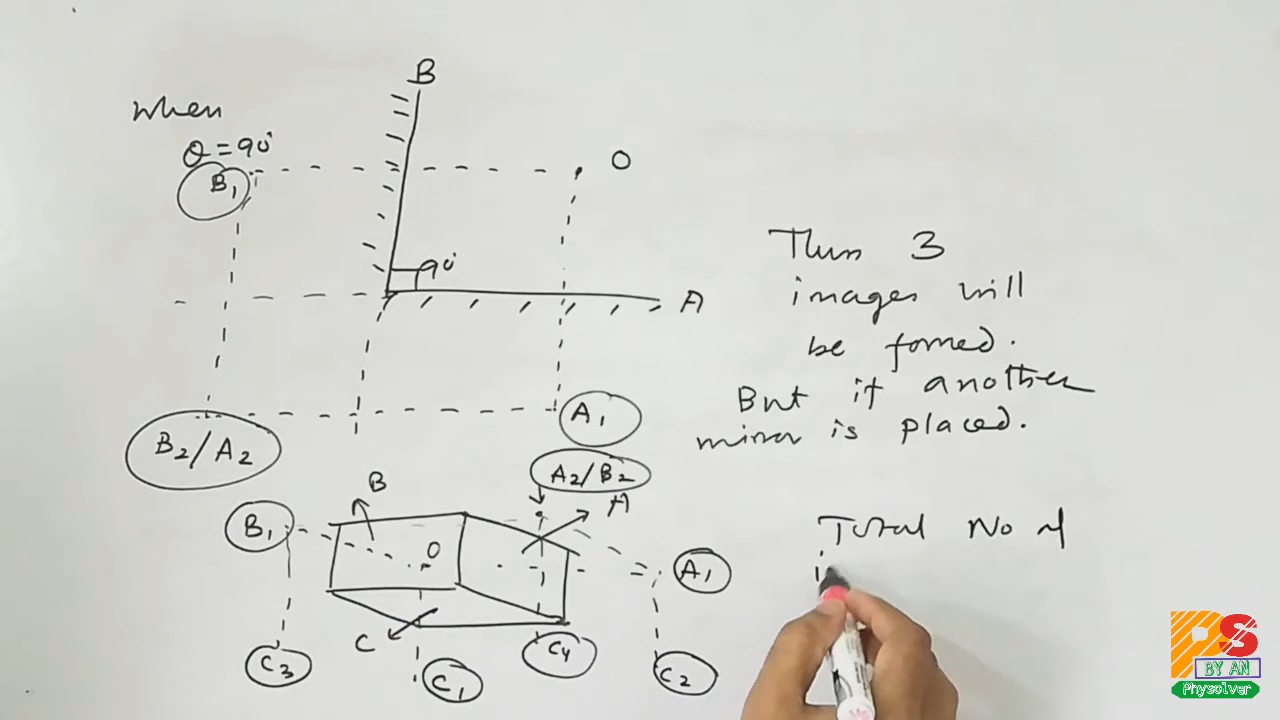 B
when
θ = 90°
O
B₁
90°
A
Thus 3
images will
be formed.
But if another
mirror is placed.
A₁
B₂/A₂
A₂/B₂
B
A
B₁
O
A₁
C
C₃
C₁
C₄
C₂
Total No of
i
PS
BY AN
Physolver